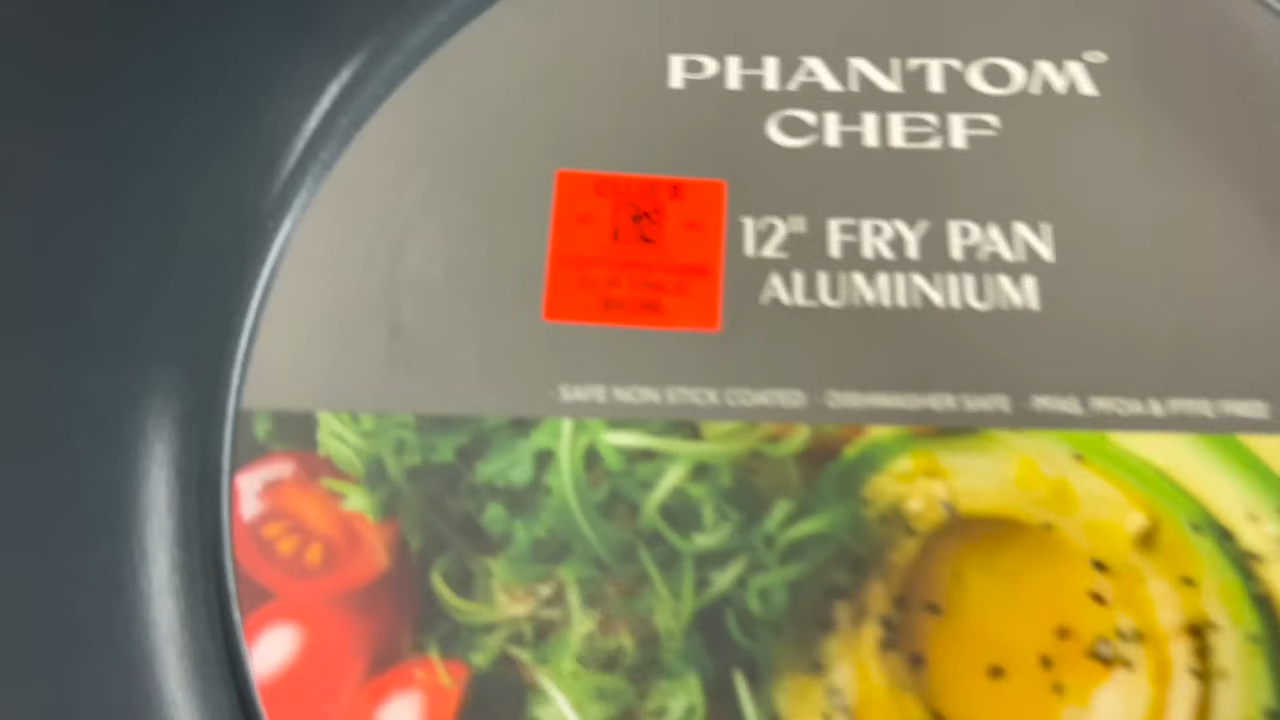 PHANTOM°
CHEF
12" FRY PAN
ALUMINIUM
SAFE NON STICK COATED · DISHWASHER SAFE · PFAS, PFOA & PTFE FREE